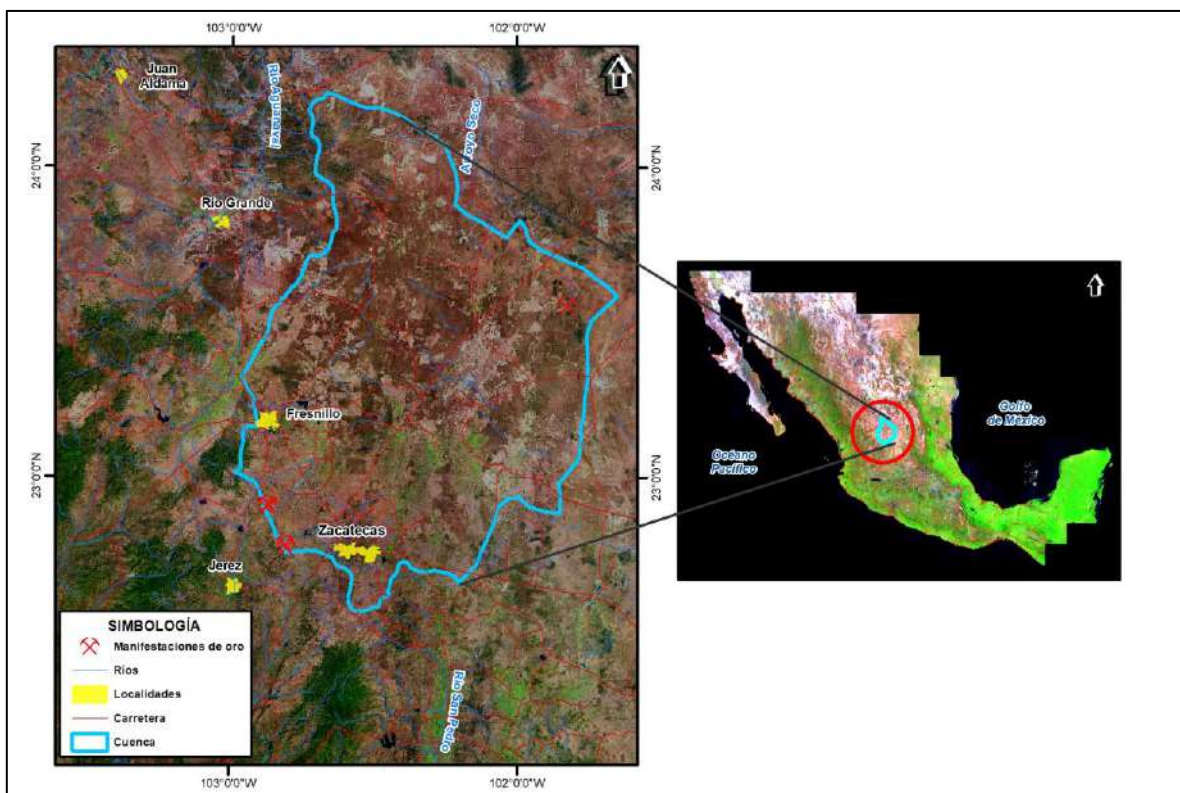 103°0'0"W
102°0'0"W
Juan
Aldama
Río Aguanaval
Arroyo Seco
24°0'0"N
24°0'0"N
Río Grande
Fresnillo
23°0'0"N
23°0'0"N
Zacatecas
Jerez
Río San Pedro
SIMBOLOGÍA
Manifestaciones de oro
Ríos
Localidades
Carretera
Cuenca
103°0'0"W
102°0'0"W
Golfo
de México
Océano
Pacífico